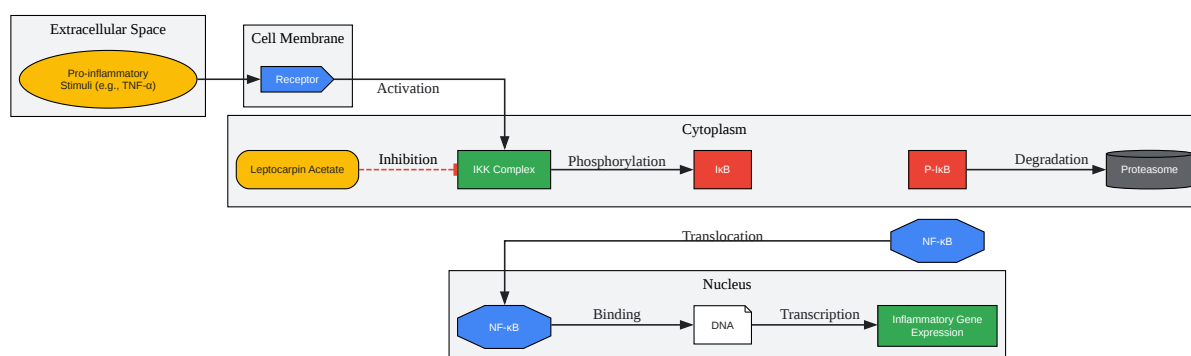 Extracellular Space
Pro-inflammatory
Stimuli (e.g., TNF-α)
Cell Membrane
Receptor
Activation
Cytoplasm
Leptocarpin Acetate
Inhibition
IKK Complex
Phosphorylation
IκB
P-IκB
Degradation
Proteasome
Translocation
NF-κB
Nucleus
NF-κB
Binding
DNA
Transcription
Inflammatory Gene
Expression